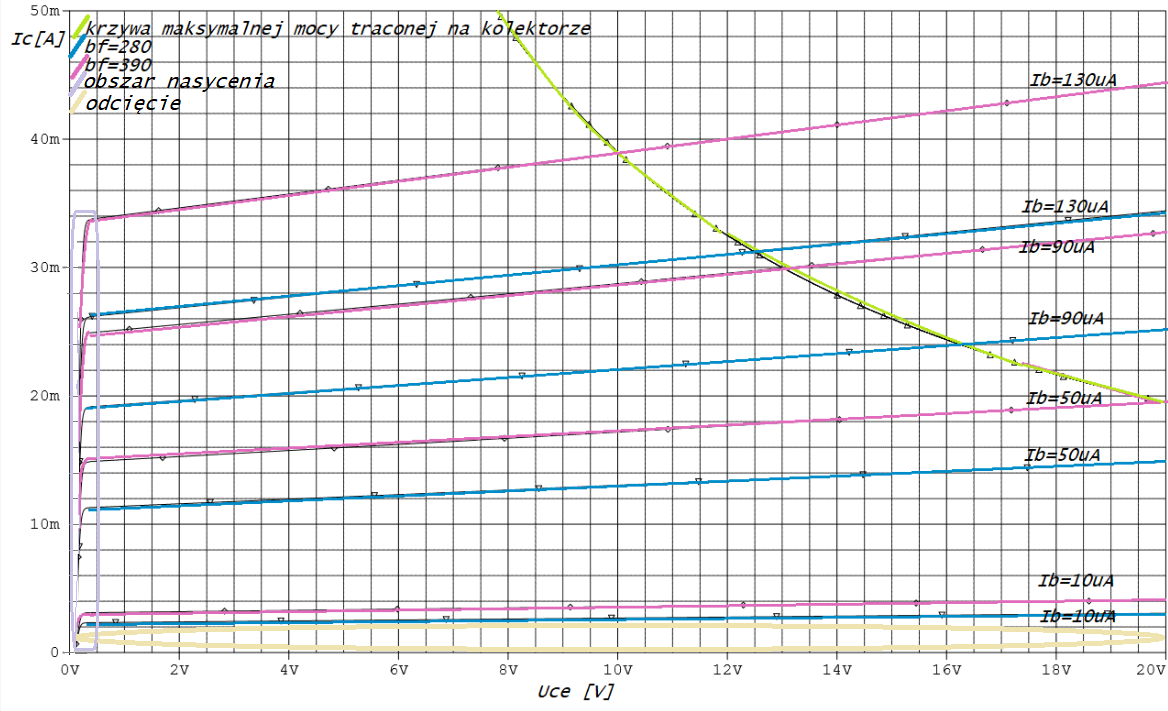 50m
krzywa maksymalnej mocy traconej na kolektorze
Ic[A]
bf=280
bf=390
obszar nasycenia
odcięcie
Ib=130uA
40m
Ib=130uA
Ib=90uA
30m
Ib=90uA
20m
Ib=50uA
Ib=50uA
10m
Ib=10uA
Ib=10uA
0
0V 2V 4V 6V 8V 10V 12V 14V 16V 18V 20V
Uce [V]